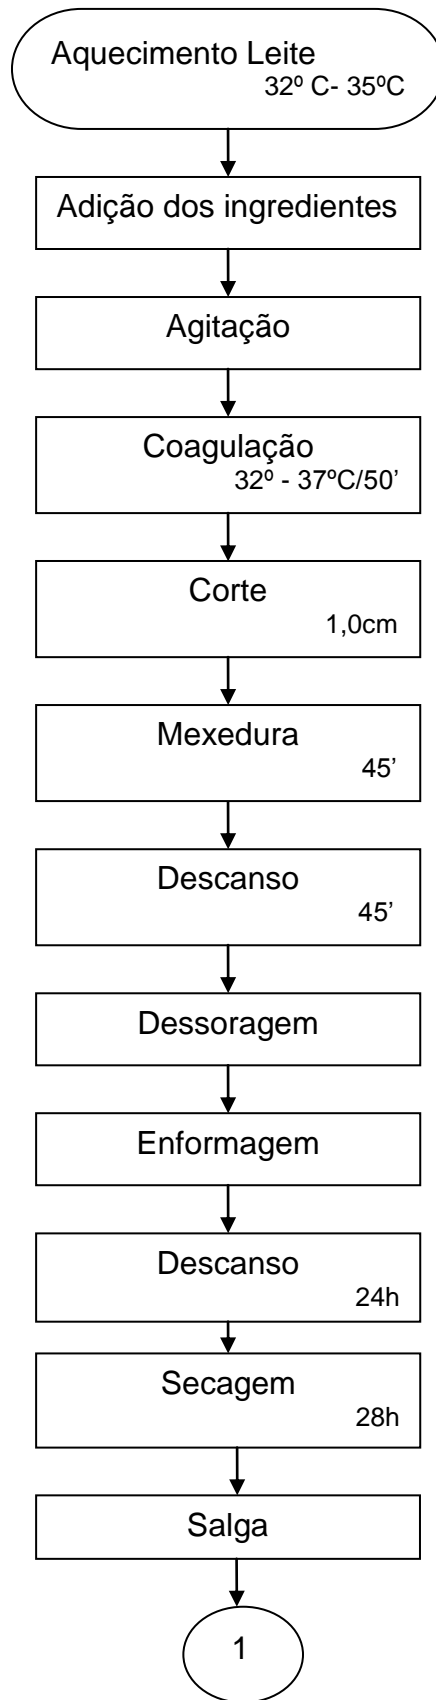 Aquecimento Leite
32º C- 35ºC
Adição dos ingredientes
Agitação
Coagulação
32º - 37ºC/50’
Corte
1,0cm
Mexedura
45’
Descanso
45’
Dessoragem
Enformagem
Descanso
24h
Secagem
28h
Salga
1